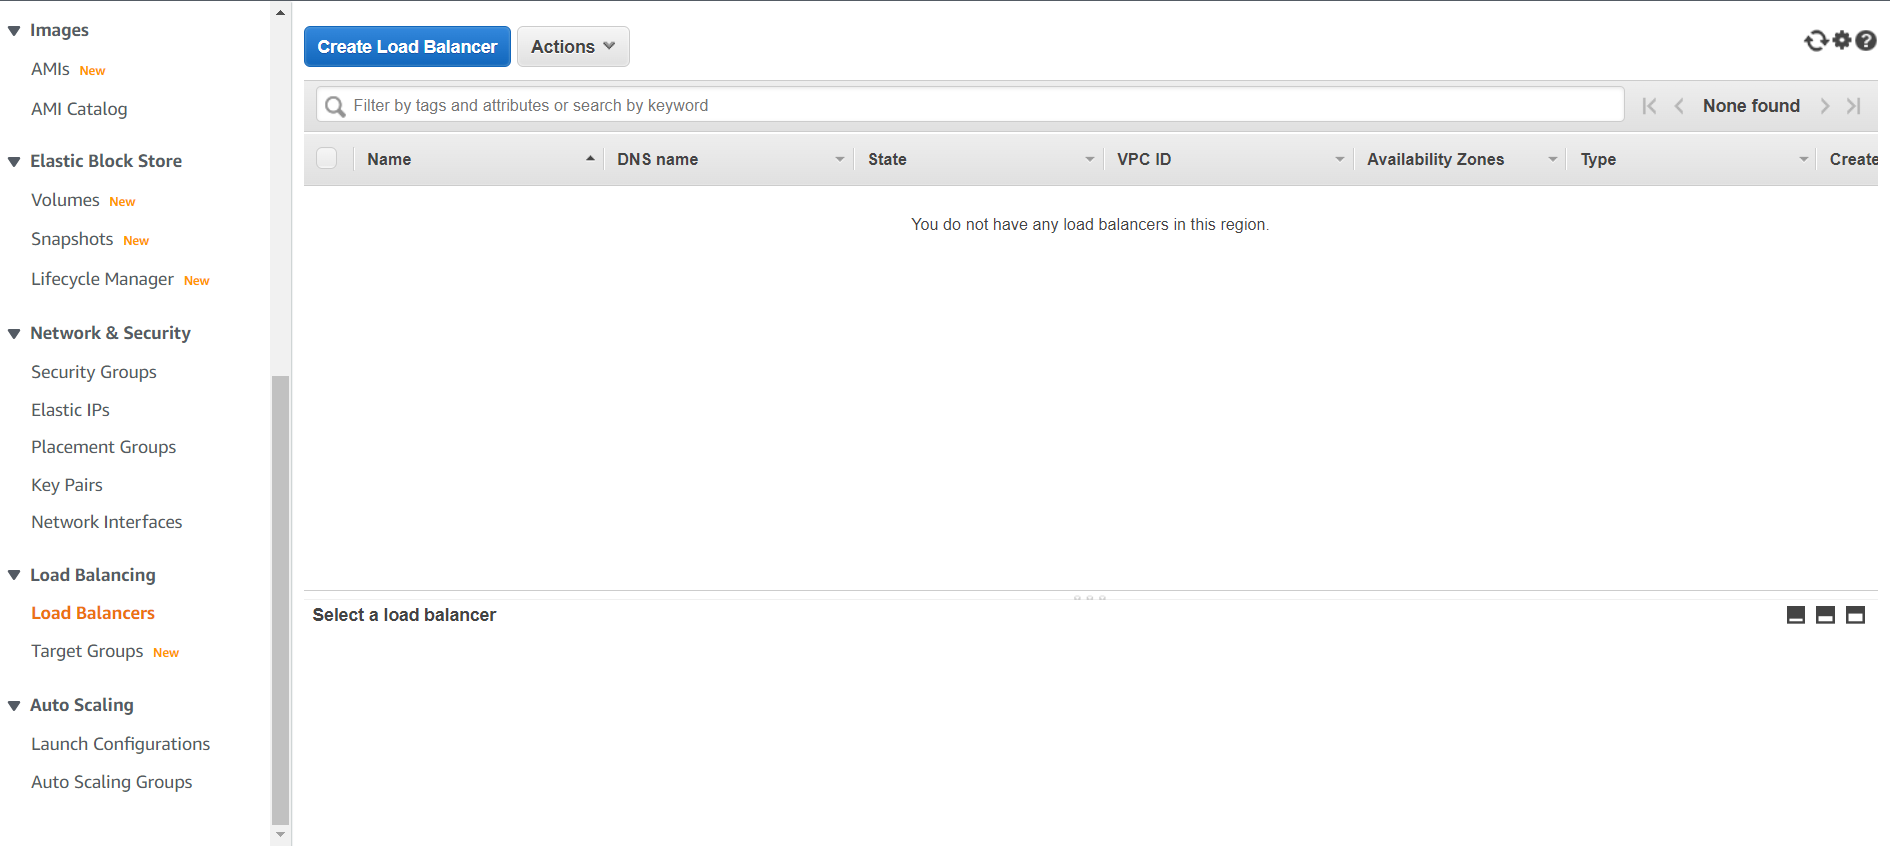 Images
AMIs New
AMI Catalog
Elastic Block Store
Volumes New
Snapshots New
Lifecycle Manager New
Network & Security
Security Groups
Elastic IPs
Placement Groups
Key Pairs
Network Interfaces
Load Balancing
Load Balancers
Target Groups New
Auto Scaling
Launch Configurations
Auto Scaling Groups
Create Load Balancer Actions
Filter by tags and attributes or search by keyword None found
Name DNS name State VPC ID Availability Zones Type Create
You do not have any load balancers in this region.
Select a load balancer